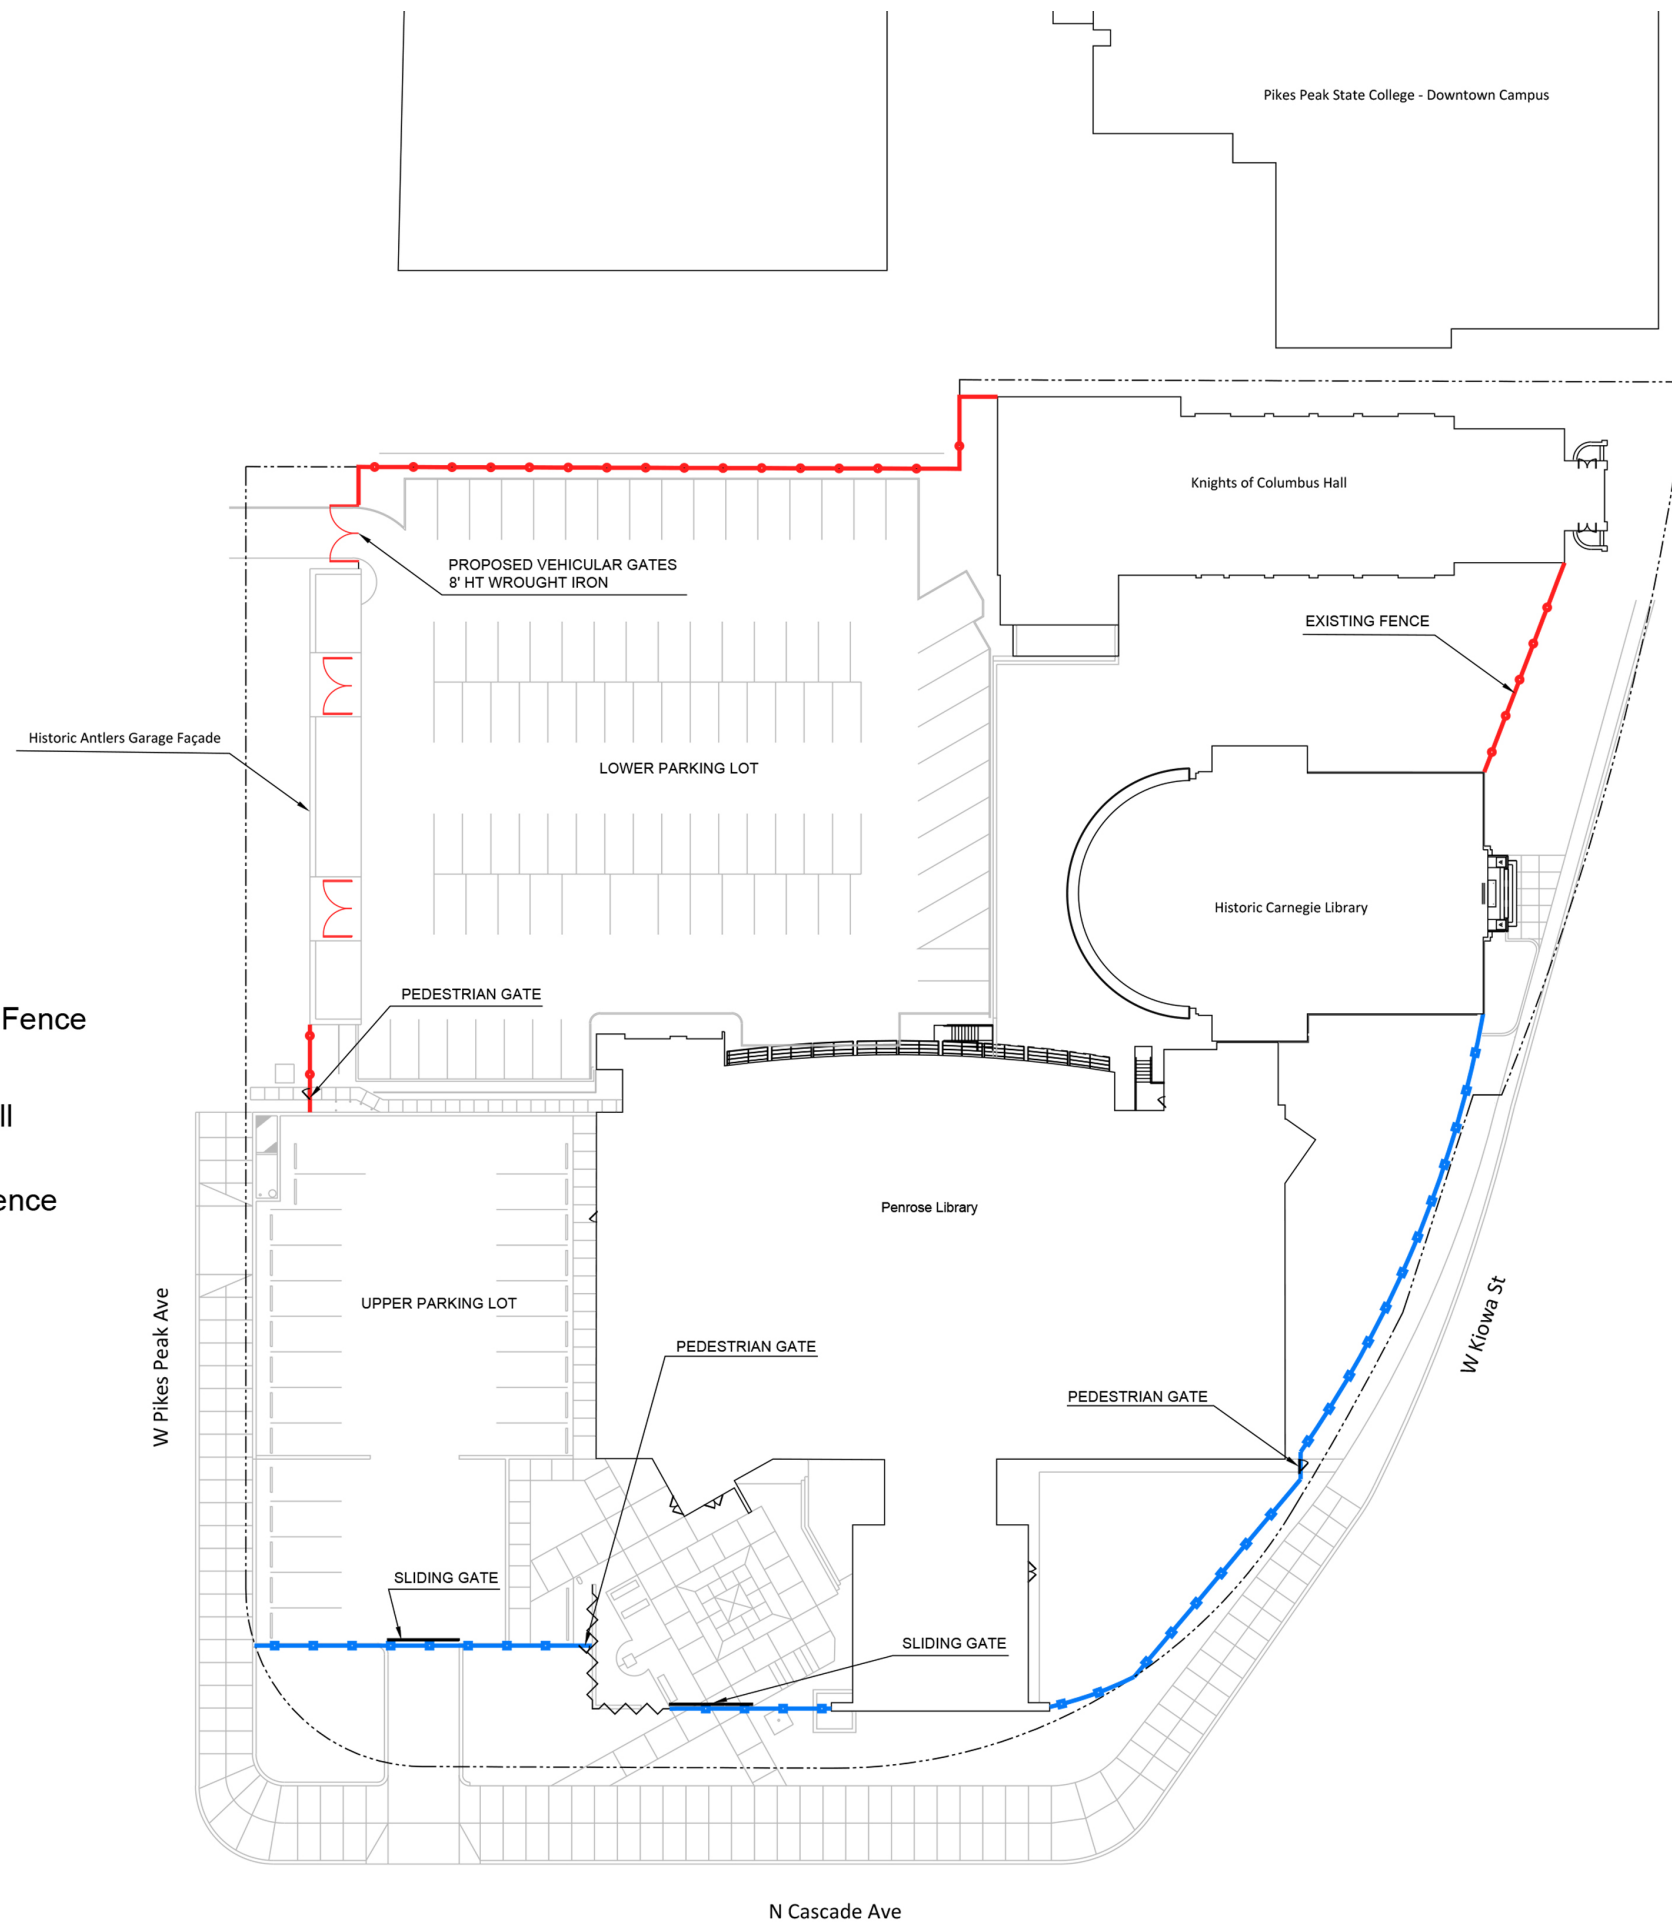 Pikes Peak State College - Downtown Campus
Knights of Columbus Hall
PROPOSED VEHICULAR GATES
8' HT WROUGHT IRON
EXISTING FENCE
Historic Antlers Garage Façade
LOWER PARKING LOT
Historic Carnegie Library
PEDESTRIAN GATE
Fence
ll
ence
Penrose Library
UPPER PARKING LOT
W Pikes Peak Ave
W Kiowa St
PEDESTRIAN GATE
PEDESTRIAN GATE
SLIDING GATE
SLIDING GATE
N Cascade Ave